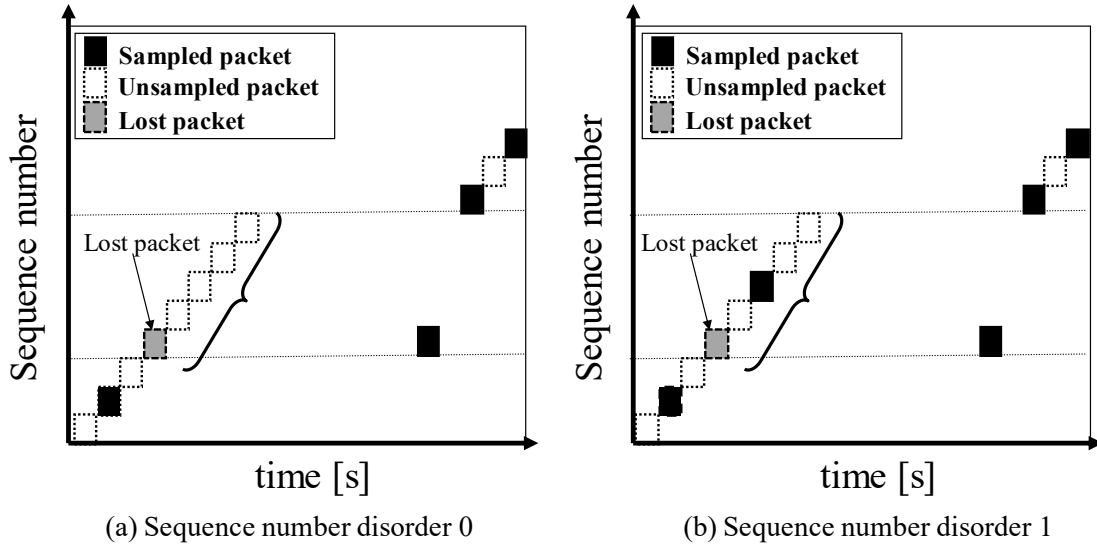 Sampled packet
Unsampled packet
Lost packet
Sequence number
Lost packet
time [s]
(a) Sequence number disorder 0
Sampled packet
Unsampled packet
Lost packet
Sequence number
Lost packet
time [s]
(b) Sequence number disorder 1